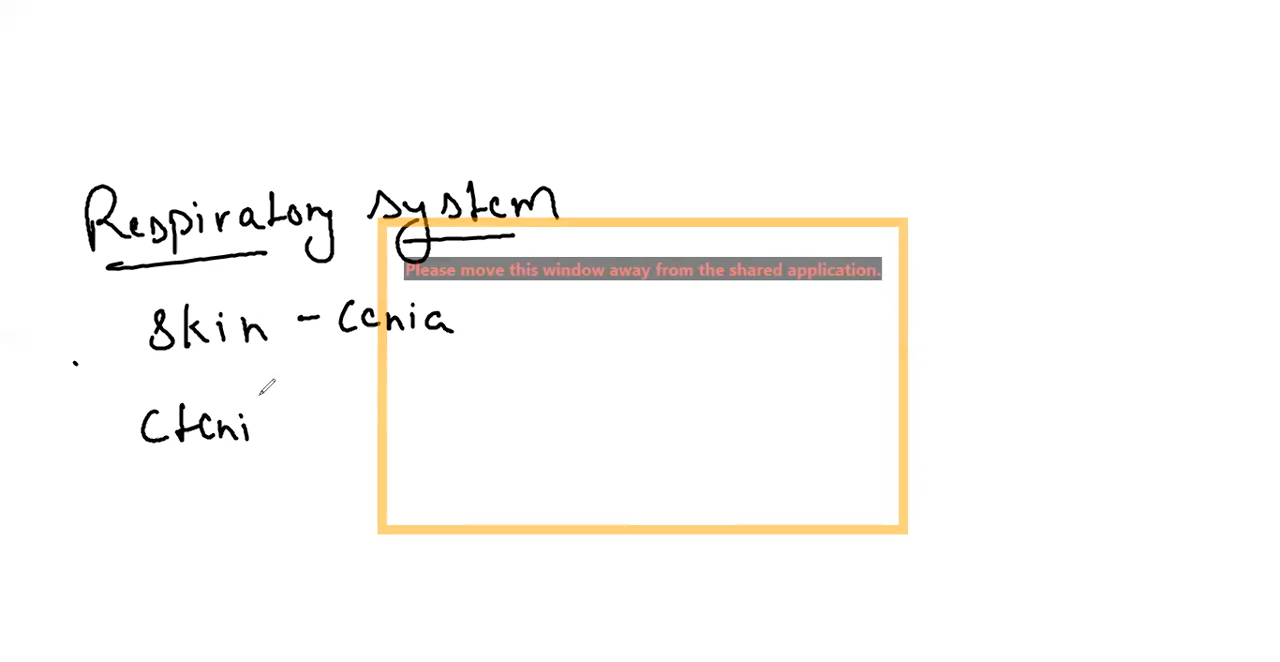 Respiratory system
Please move this window away from the shared application.
Skin - Cenia
Cteni